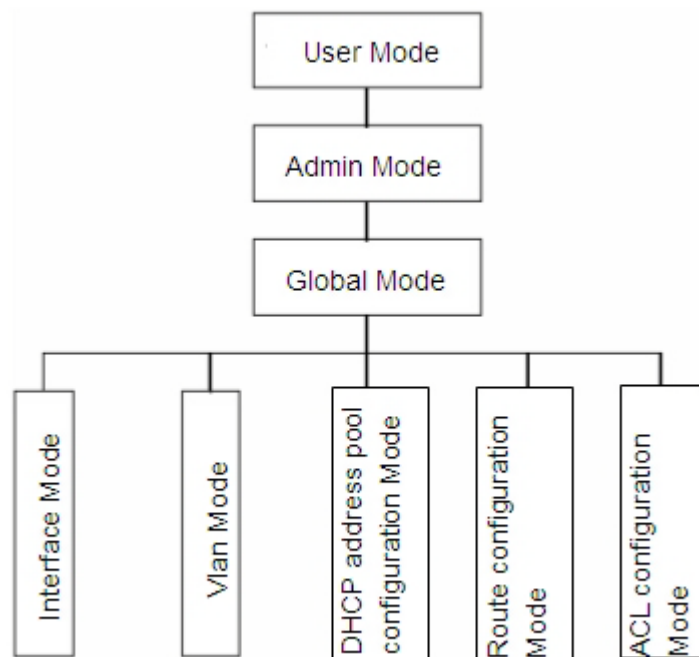 User Mode
Admin Mode
Global Mode
Interface Mode
Vlan Mode
DHCP address pool
configuration Mode
Route configuration
Mode
ACL configuration
Mode